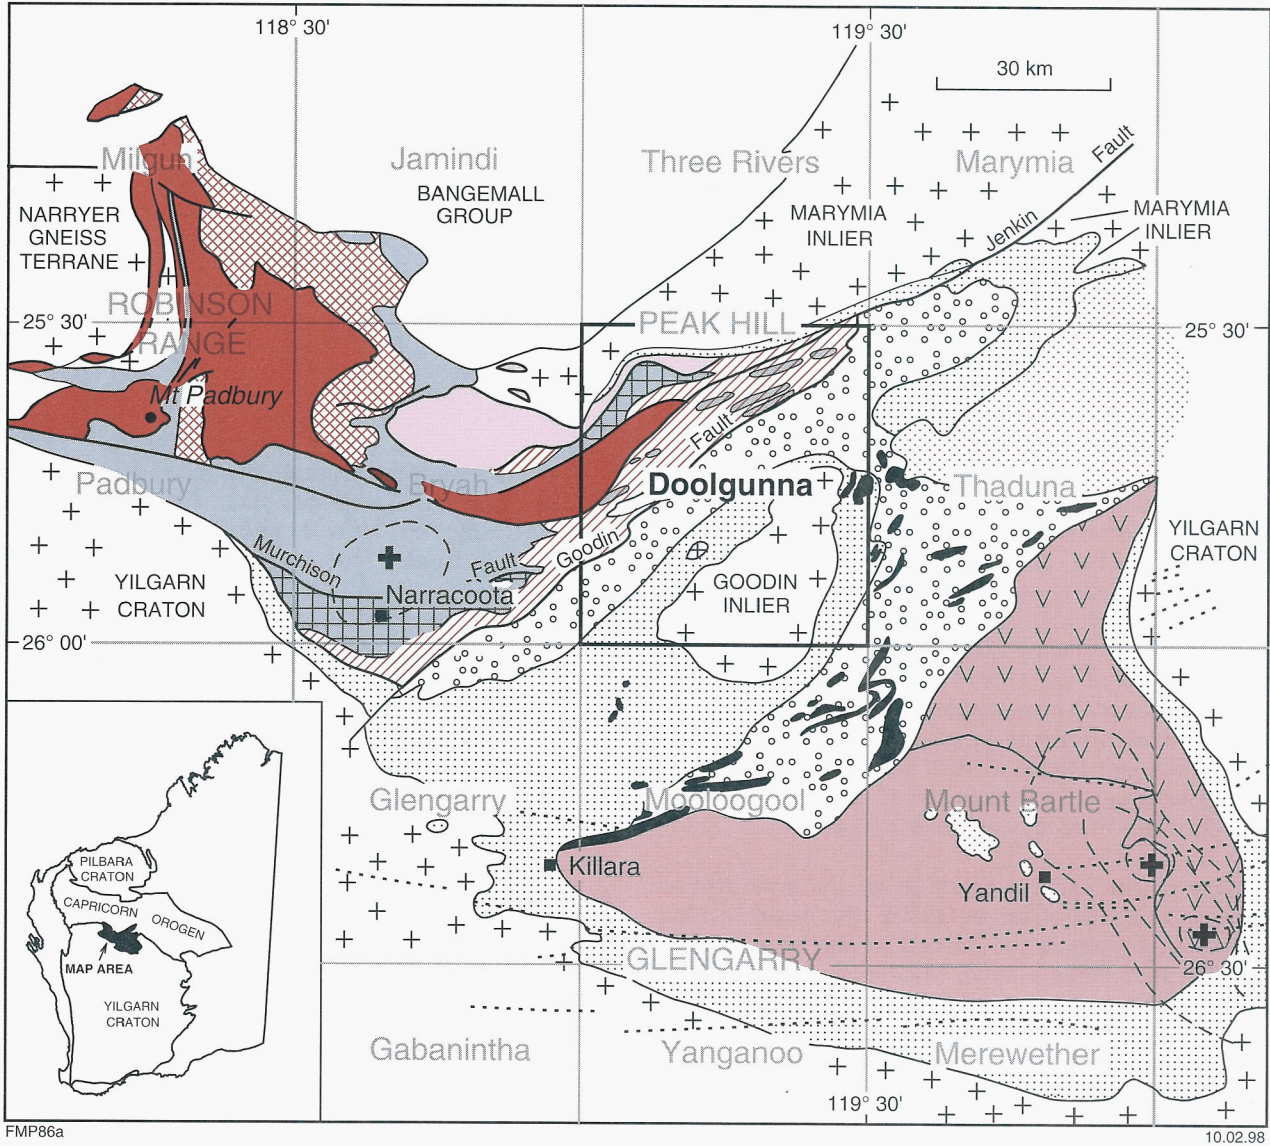 118° 30'
119° 30'
30 km
Fault
Milgun
Jamindi
Three Rivers
Marymia
BANGEMALL
GROUP
NARRYER
GNEISS
TERRANE
MARYMIA
INLIER
Jenkin
MARYMIA
INLIER
ROBINSON
RANGE
25° 30'
PEAK HILL
25° 30'
Mt Padbury
Fault
Padbury
Bryah
Doolgunna
Thaduna
Murchison
Fault
Goodin
YILGARN
CRATON
YILGARN
CRATON
Narracoota
GOODIN
INLIER
26° 00'
Glengarry
Mooloogool
Mount Bartle
Killara
Yandil
PILBARA
CRATON
CAPRICORN
OROGEN
MAP AREA
YILGARN
CRATON
GLENGARRY
26° 30'
Gabanintha
Yanganoo
Merewether
119° 30'
FMP86a
10.02.98